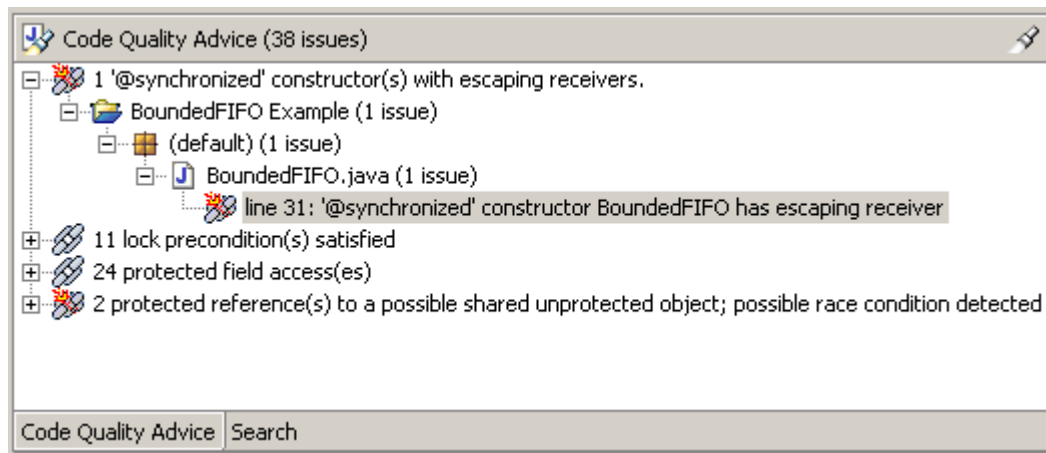 Code Quality Advice (38 issues)
1 '@synchronized' constructor(s) with escaping receivers.
BoundedFIFO Example (1 issue)
(default) (1 issue)
BoundedFIFO.java (1 issue)
line 31: '@synchronized' constructor BoundedFIFO has escaping receiver
11 lock precondition(s) satisfied
24 protected field access(es)
2 protected reference(s) to a possible shared unprotected object; possible race condition detected
Code Quality Advice Search